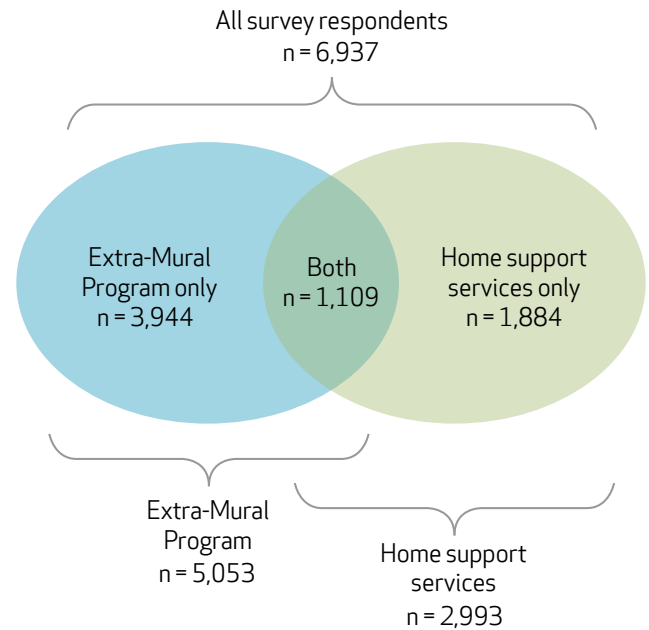 All survey respondents
n = 6,937
Extra-Mural
Program only
n = 3,944
Both
n = 1,109
Home support
services only
n = 1,884
Extra-Mural
Program
n = 5,053
Home support
services
n = 2,993